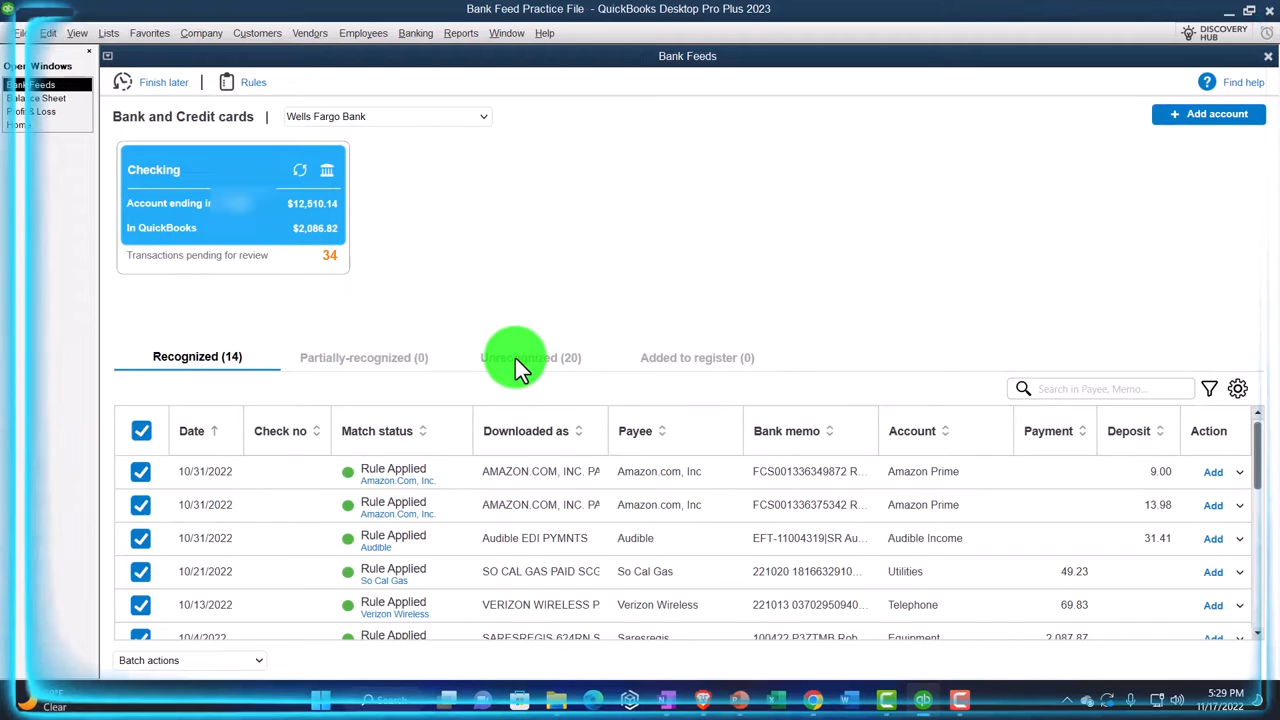 Bank Feed Practice File - QuickBooks Desktop Pro Plus 2023
File Edit View Lists Favorites Company Customers Vendors Employees Banking Reports Window Help
DISCOVERY HUB
Open Windows
Bank Feeds
Balance Sheet
Profit & Loss
Home
Bank Feeds
Finish later | Rules
Find help
Bank and Credit cards | Wells Fargo Bank
+ Add account
Checking
Account ending in $12,510.14
In QuickBooks $2,086.82
Transactions pending for review 34
Recognized (14) Partially-recognized (0) Unrecognized (20) Added to register (0)
Search in Payee, Memo...
Date Check no Match status Downloaded as Payee Bank memo Account Payment Deposit Action
10/31/2022 Rule Applied AMAZON.COM, INC. PA Amazon.com, Inc FCS001336349872 R... Amazon Prime 9.00 Add
Amazon.Com, Inc.
10/31/2022 Rule Applied AMAZON.COM, INC. PA Amazon.com, Inc FCS001336375342 R... Amazon Prime 13.98 Add
Amazon.Com, Inc.
10/31/2022 Rule Applied Audible EDI PYMNTS Audible EFT-11004319|SR Au... Audible Income 31.41 Add
Audible
10/21/2022 Rule Applied SO CAL GAS PAID SCG So Cal Gas 221020 1816632910... Utilities 49.23 Add
So Cal Gas
10/13/2022 Rule Applied VERIZON WIRELESS P Verizon Wireless 221013 03702950940... Telephone 69.83 Add
Verizon Wireless
10/4/2022 Rule Applied SARESREGIS 624RN S Saresregis 100422 P3ZTMB Rob Equipment 2,087.87 Add
Batch actions
Clear
Search
5:29 PM
11/17/2022